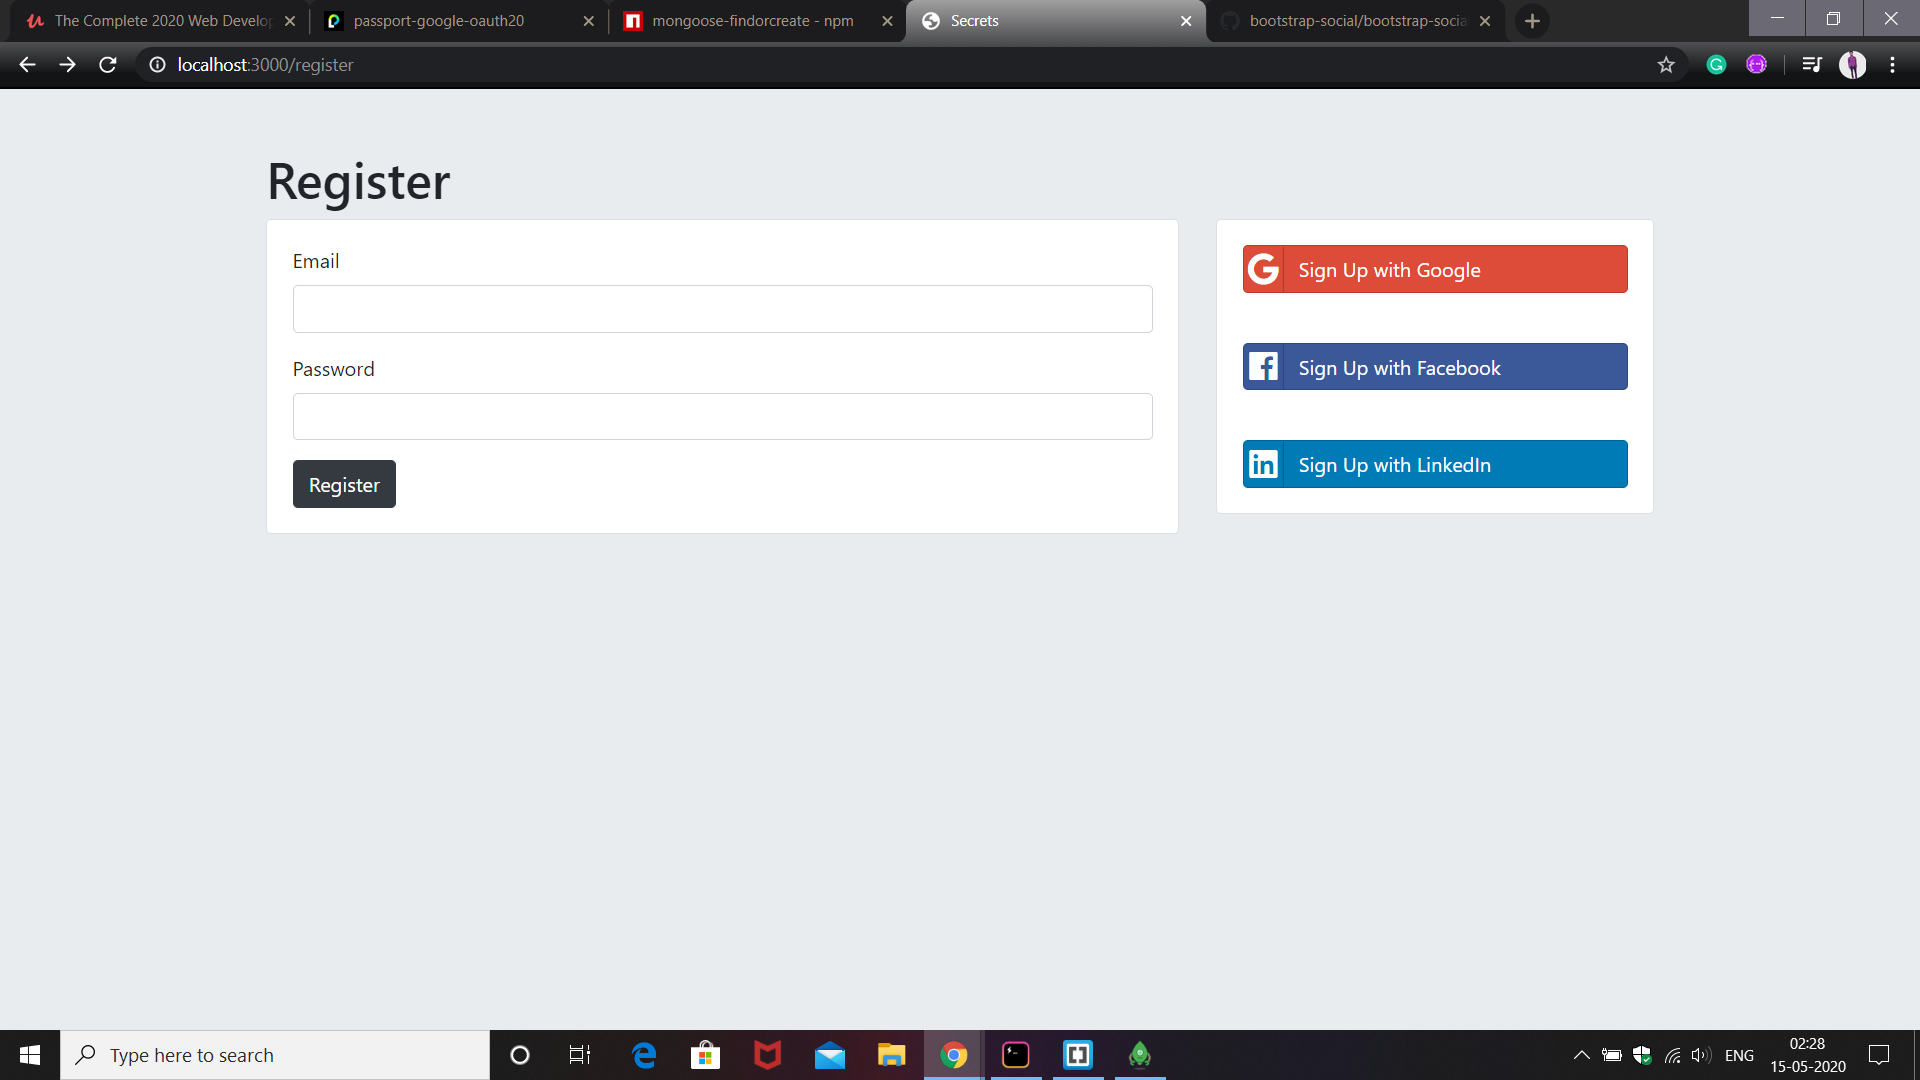 The Complete 2020 Web Develop
passport-google-oauth20
mongoose-findorcreate - npm
Secrets
bootstrap-social/bootstrap-socia
localhost:3000/register
Register
Email
Password
Register
Sign Up with Google
Sign Up with Facebook
Sign Up with LinkedIn
Type here to search
ENG
02:28
15-05-2020